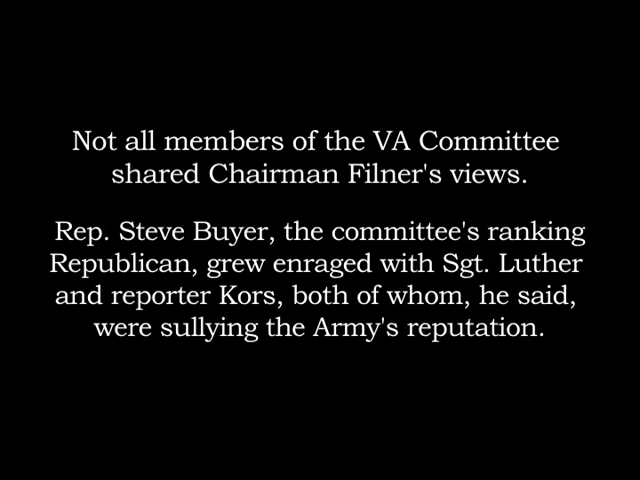 Not all members of the VA Committee
shared Chairman Filner's views.
Rep. Steve Buyer, the committee's ranking
Republican, grew enraged with Sgt. Luther
and reporter Kors, both of whom, he said,
were sullying the Army's reputation.